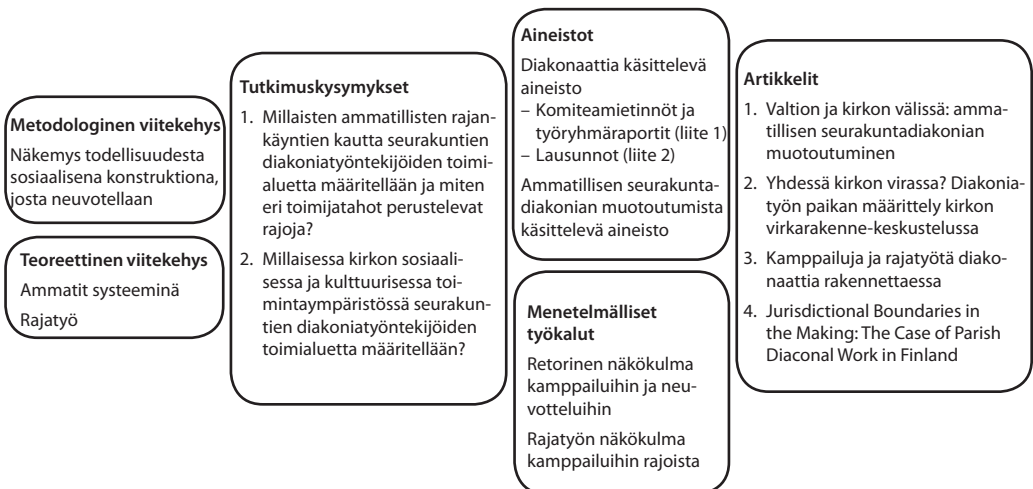 Metodologinen viitekehys
Näkemys todellisuudesta
sosiaalisena konstruktiona,
josta neuvotellaan
Teoreettinen viitekehys
Ammatit systeeminä
Rajatyö
Tutkimuskysymykset
1. Millaisten ammatillisten rajan-
käyntien kautta seurakuntien
diakoniatyöntekijöiden toimi-
aluetta määritellään ja miten
eri toimijatahot perustelevat
rajoja?
2. Millaisessa kirkon sosiaali-
sessa ja kulttuurisessa toi-
mintaympäristössä seurakun-
tien diakoniatyöntekijöiden
toimialuetta määritellään?
Aineistot
Diakonaattia käsittelevä
aineisto
– Komiteamietinnöt ja
työryhmäraportit (liite 1)
– Lausunnot (liite 2)
Ammatillisen seurakunta-
diakonian muotoutumista
käsittelevä aineisto
Menetelmälliset
työkalut
Retorinen näkökulma
kamppailuihin ja neu-
votteluihin
Rajatyön näkökulma
kamppailuihin rajoista
Artikkelit
1. Valtion ja kirkon välissä: amma-
tillisen seurakuntadiakonian
muotoutuminen
2. Yhdessä kirkon virassa? Diakonia-
työn paikan määrittely kirkon
virkarakenne-keskustelussa
3. Kamppailuja ja rajatyötä diako-
naattia rakennettaessa
4. Jurisdictional Boundaries in
the Making: The Case of Parish
Diaconal Work in Finland